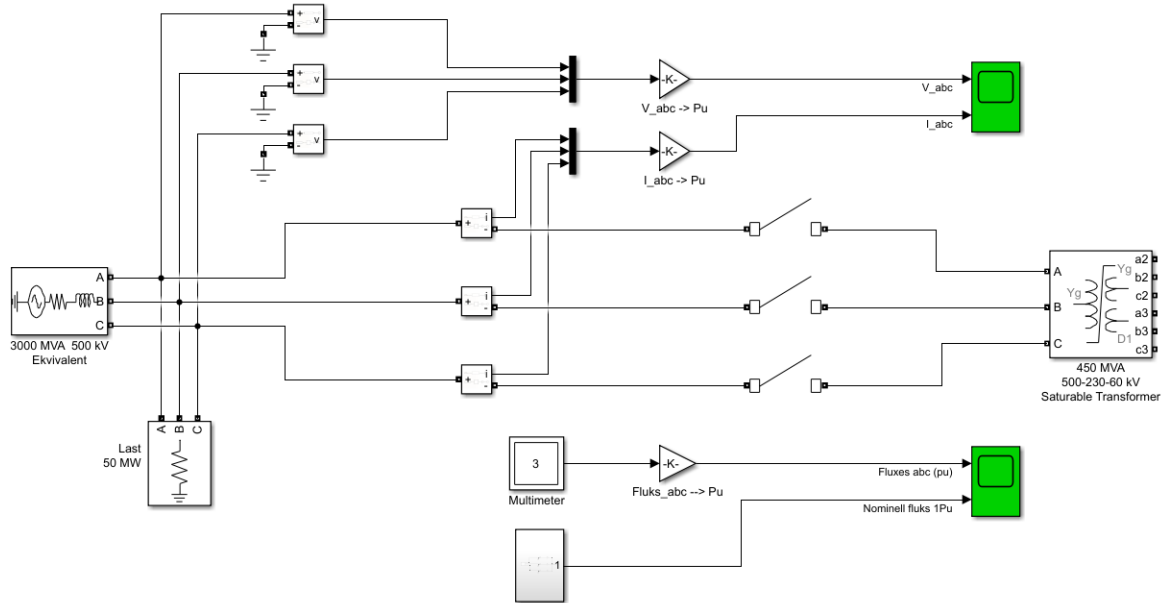 +
-
v
+
-
v
+
-
v
-K-
V_abc -> Pu
V_abc
I_abc
-K-
I_abc -> Pu
+
i
-
+
i
-
+
i
-
A
B
C
3000 MVA 500 kV
Ekvivalent
A
B
C
Last
50 MW
A
B
C
Yg
Yg
D1
a2
b2
c2
a3
b3
c3
450 MVA
500-230-60 kV
Saturable Transformer
3
Multimeter
-K-
Fluks_abc --> Pu
Fluxes abc (pu)
Nominell fluks 1Pu
1